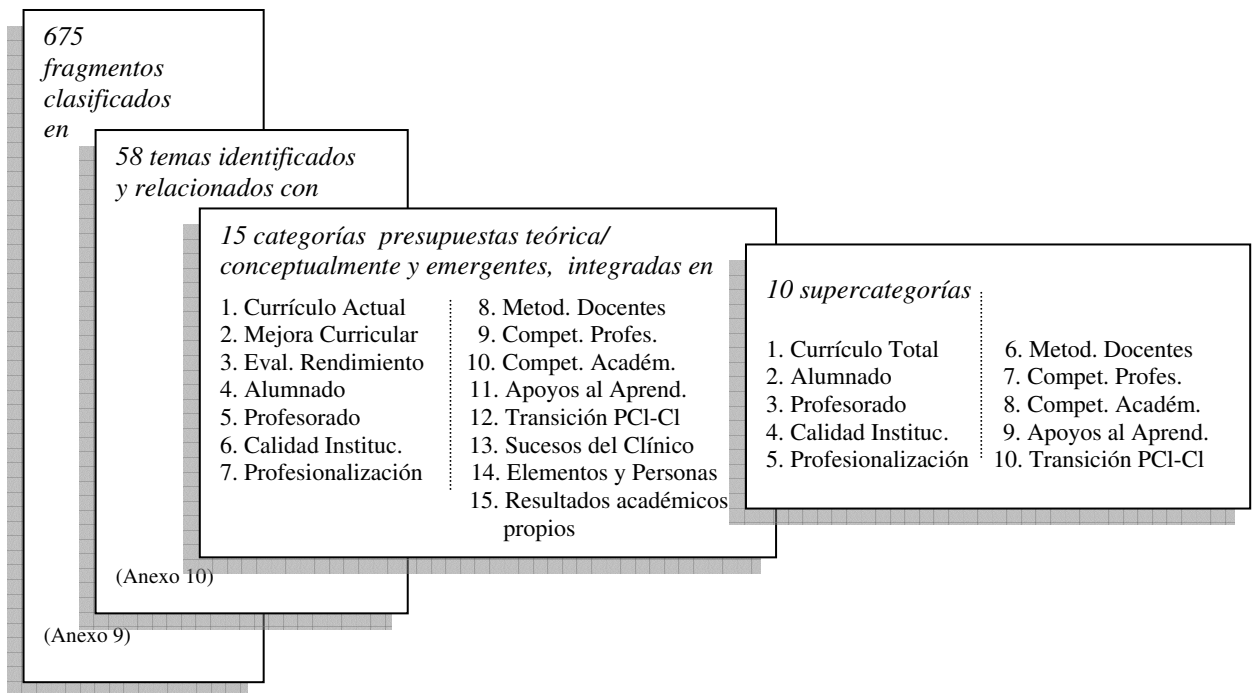 675
fragmentos
clasificados
en
58 temas identificados
y relacionados con
15 categorías presupuestas teórica/
conceptualmente y emergentes, integradas en
1. Currículo Actual
2. Mejora Curricular
3. Eval. Rendimiento
4. Alumnado
5. Profesorado
6. Calidad Instituc.
7. Profesionalización
8. Metod. Docentes
9. Compet. Profes.
10. Compet. Académ.
11. Apoyos al Aprend.
12. Transición PCl-Cl
13. Sucesos del Clínico
14. Elementos y Personas
15. Resultados académicos
propios
10 supercategorías
1. Currículo Total
2. Alumnado
3. Profesorado
4. Calidad Instituc.
5. Profesionalización
6. Metod. Docentes
7. Compet. Profes.
8. Compet. Académ.
9. Apoyos al Aprend.
10. Transición PCl-Cl
(Anexo 10)
(Anexo 9)